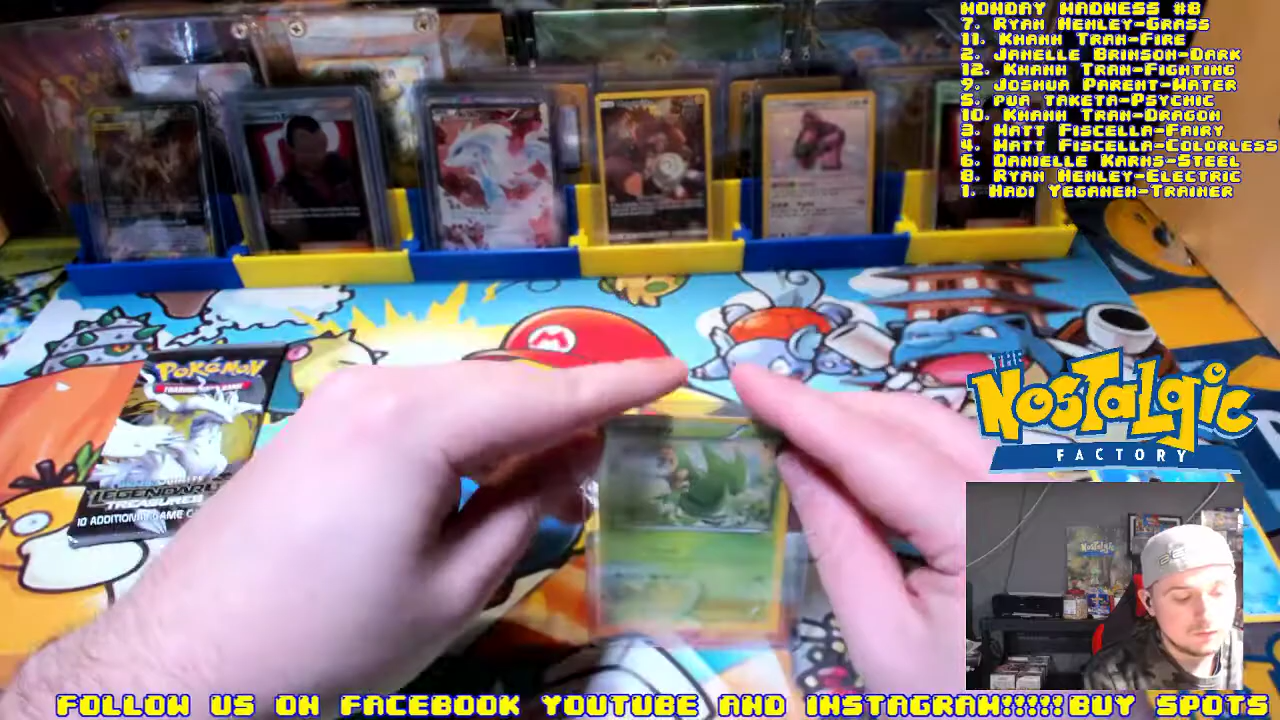 MONDAY MADNESS #8
7. RYAN HENLEY-GRASS
11. KHANH TRAN-FIRE
2. JANELLE BRINSON-DARK
12. KHANH TRAN-FIGHTING
9. JOSHUA PARENT-WATER
5. PUA TAKETA-PSYCHIC
10. KHANH TRAN-DRAGON
3. MATT FISCELLA-FAIRY
4. MATT FISCELLA-COLORLESS
6. DANIELLE KARNS-STEEL
8. RYAN HENLEY-ELECTRIC
1. HADI YEGANEH-TRAINER
POKÉMON
TRADING CARD GAME
LEGENDARY
TREASURES
10 ADDITIONAL GAME C
M
THE
NOSTALGIC
FACTORY
NOSTALGIC
FOLLOW US ON FACEBOOK YOUTUBE AND INSTAGRAM!!!!!BUY SPOTS